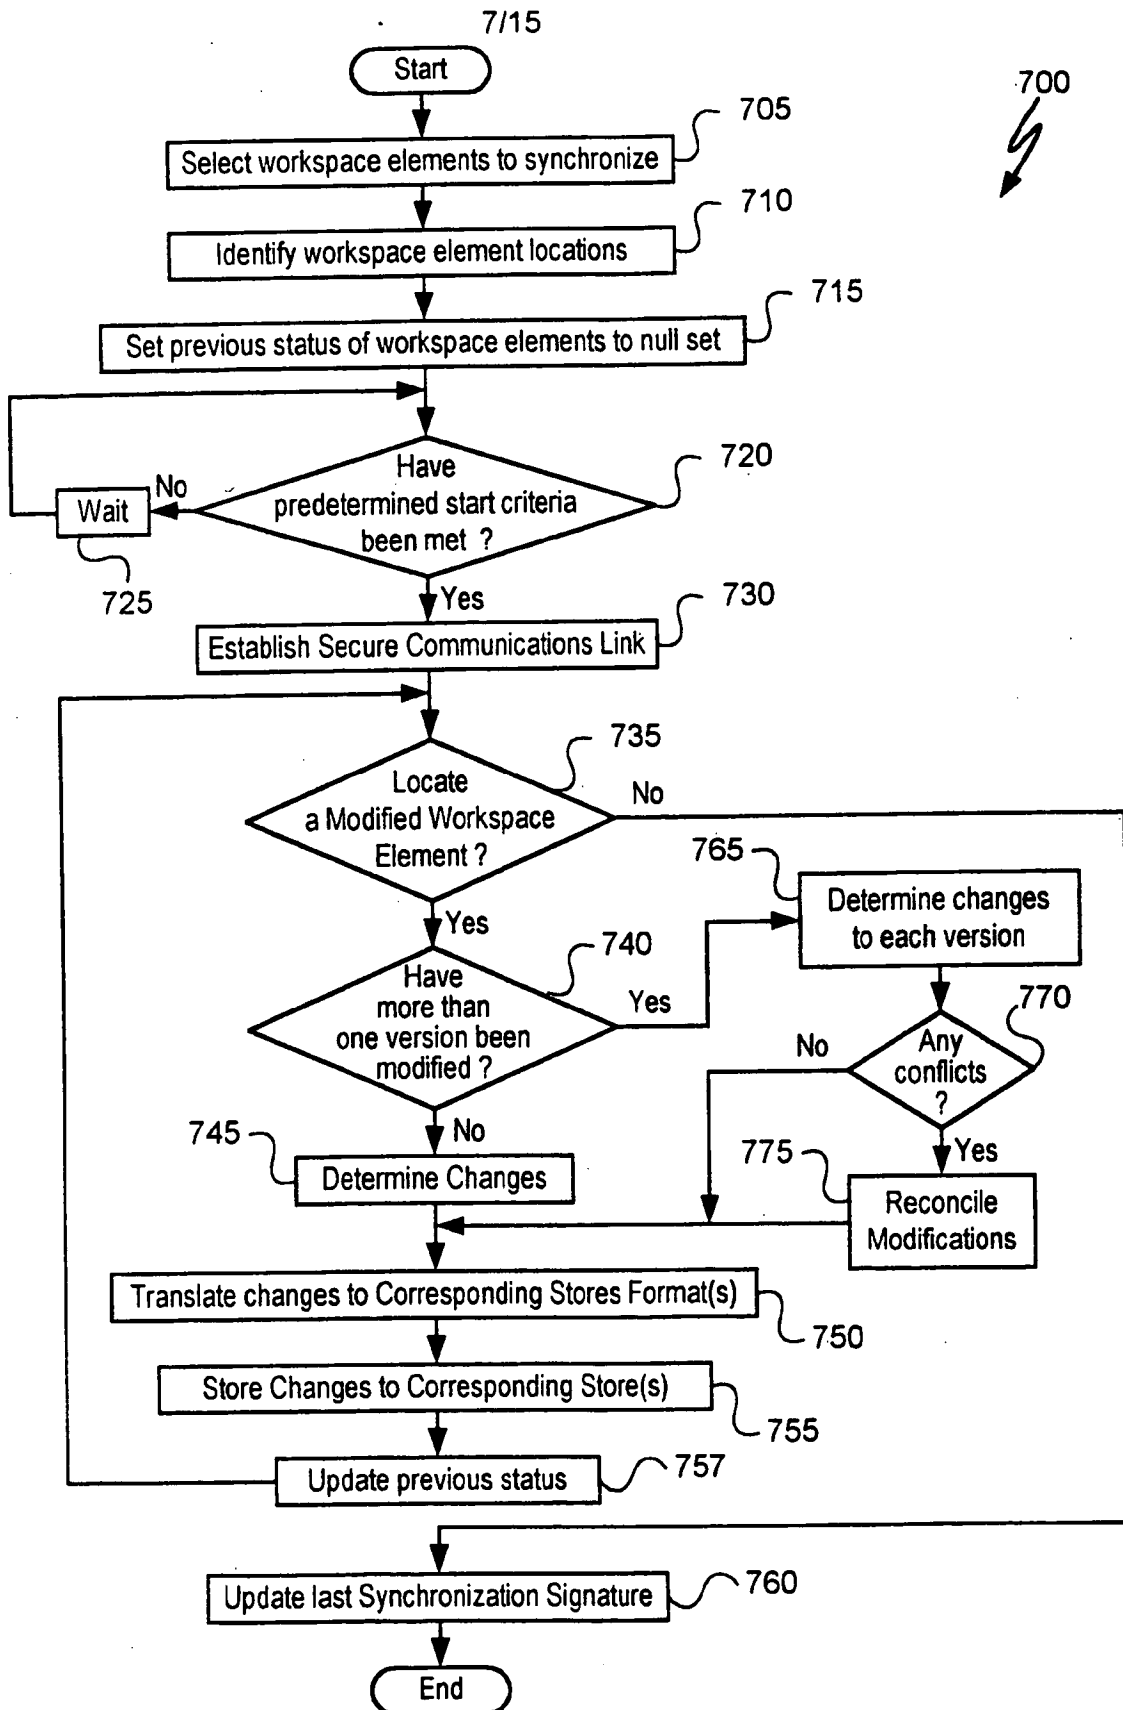 7/15
Start
700
705
Select workspace elements to synchronize
710
Identify workspace element locations
715
Set previous status of workspace elements to null set
720
Have
predetermined start criteria
been met ?
No
Wait
725
Yes
730
Establish Secure Communications Link
735
Locate
a Modified Workspace
Element ?
No
Yes
765
Determine changes
to each version
740
Have
more than
one version been
modified ?
Yes
770
Any
conflicts
?
No
Yes
745
No
Determine Changes
775
Reconcile
Modifications
Translate changes to Corresponding Stores Format(s)
750
Store Changes to Corresponding Store(s)
755
Update previous status
757
Update last Synchronization Signature
760
End